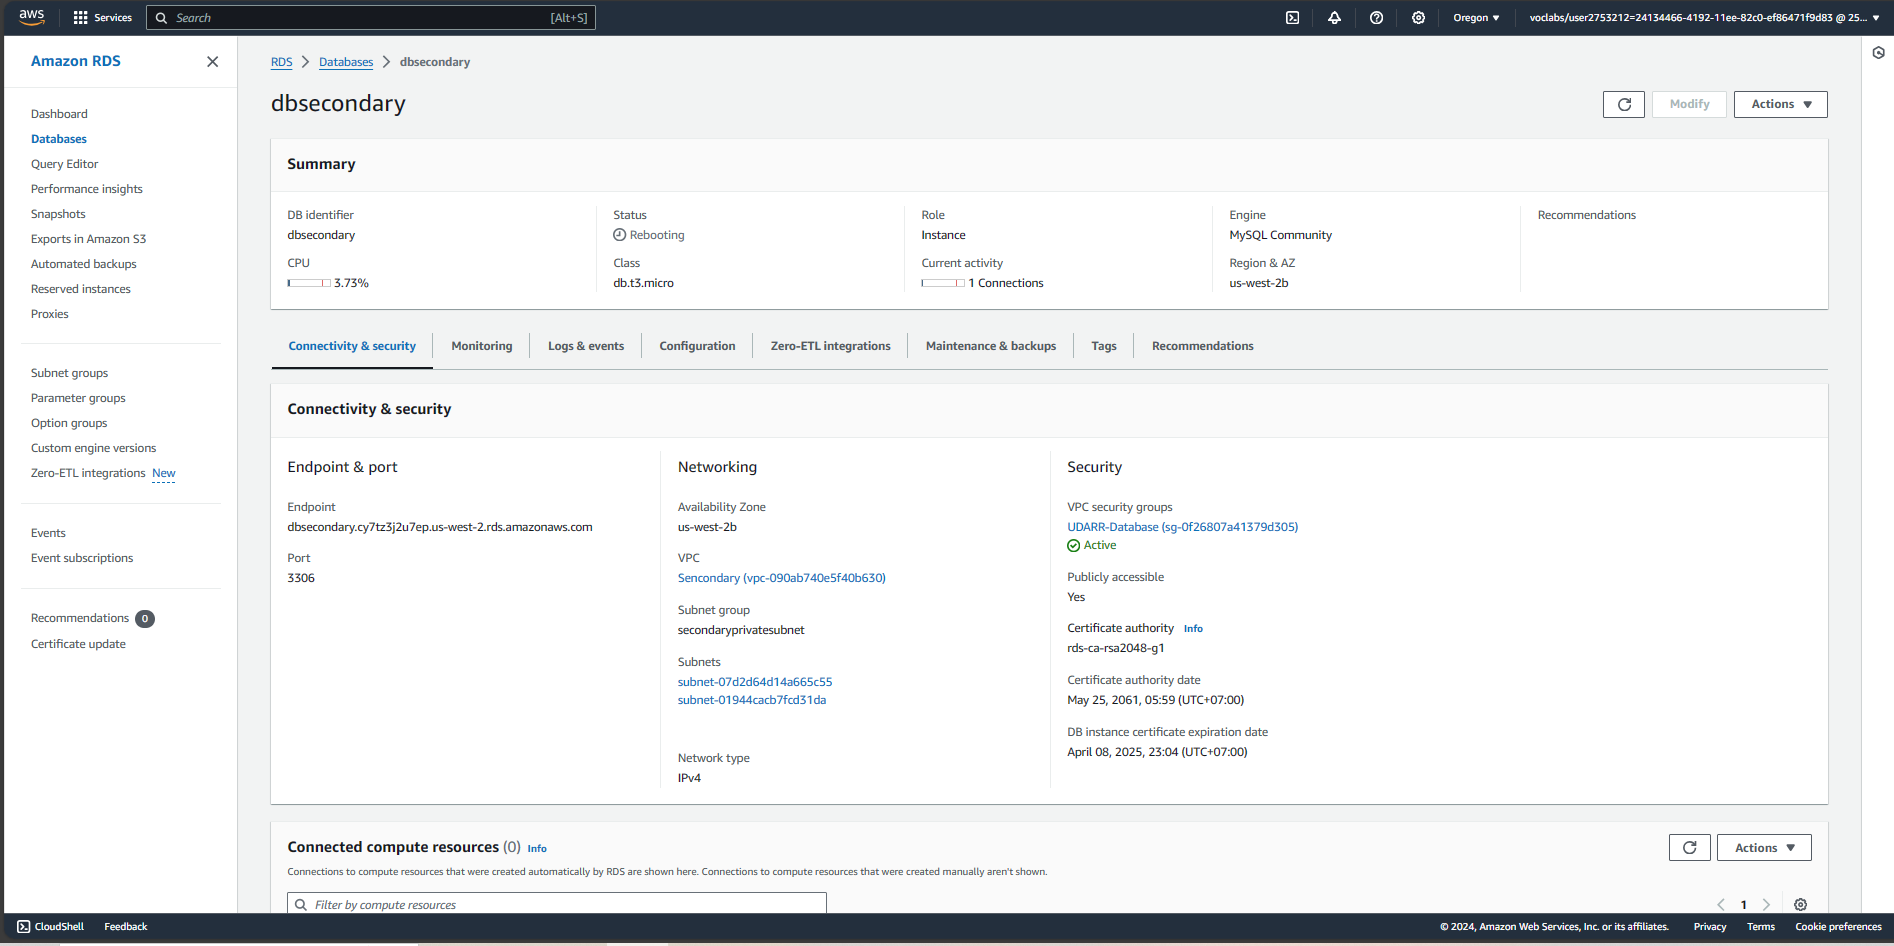 aws
Services
Search
[Alt+S]
Oregon
voclabs/user2753212=24134466-4192-11ee-82c0-ef86471f9d83 @ 25...
Amazon RDS
Dashboard
Databases
Query Editor
Performance insights
Snapshots
Exports in Amazon S3
Automated backups
Reserved instances
Proxies
Subnet groups
Parameter groups
Option groups
Custom engine versions
Zero-ETL integrations New
Events
Event subscriptions
Recommendations 0
Certificate update
RDS > Databases > dbsecondary
dbsecondary
Modify
Actions
Summary
DB identifier
dbsecondary
CPU
3.73%
Status
Rebooting
Class
db.t3.micro
Role
Instance
Current activity
1 Connections
Engine
MySQL Community
Region & AZ
us-west-2b
Recommendations
Connectivity & security
Monitoring
Logs & events
Configuration
Zero-ETL integrations
Maintenance & backups
Tags
Recommendations
Connectivity & security
Endpoint & port
Endpoint
dbsecondary.cy7tz3j2u7ep.us-west-2.rds.amazonaws.com
Port
3306
Networking
Availability Zone
us-west-2b
VPC
Sencondary (vpc-090ab740e5f40b630)
Subnet group
secondaryprivatesubnet
Subnets
subnet-07d2d64d14a665c55
subnet-01944cacb7fcd31da
Network type
IPv4
Security
VPC security groups
UDARR-Database (sg-0f26807a41379d305)
Active
Publicly accessible
Yes
Certificate authority Info
rds-ca-rsa2048-g1
Certificate authority date
May 25, 2061, 05:59 (UTC+07:00)
DB instance certificate expiration date
April 08, 2025, 23:04 (UTC+07:00)
Connected compute resources (0) Info
Actions
Connections to compute resources that were created automatically by RDS are shown here. Connections to compute resources that were created manually aren't shown.
Filter by compute resources
1
CloudShell
Feedback
© 2024, Amazon Web Services, Inc. or its affiliates.
Privacy
Terms
Cookie preferences